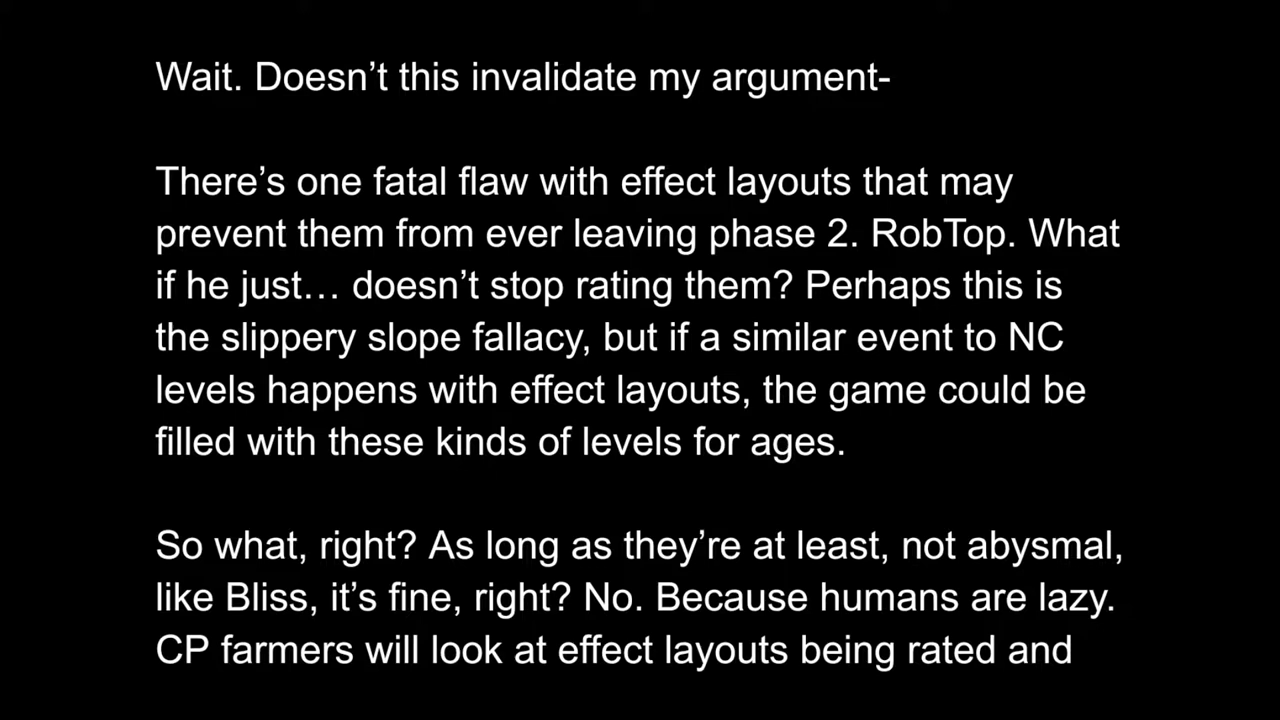 Wait. Doesn’t this invalidate my argument-
There’s one fatal flaw with effect layouts that may
prevent them from ever leaving phase 2. RobTop. What
if he just… doesn’t stop rating them? Perhaps this is
the slippery slope fallacy, but if a similar event to NC
levels happens with effect layouts, the game could be
filled with these kinds of levels for ages.
So what, right? As long as they’re at least, not abysmal,
like Bliss, it’s fine, right? No. Because humans are lazy.
CP farmers will look at effect layouts being rated and